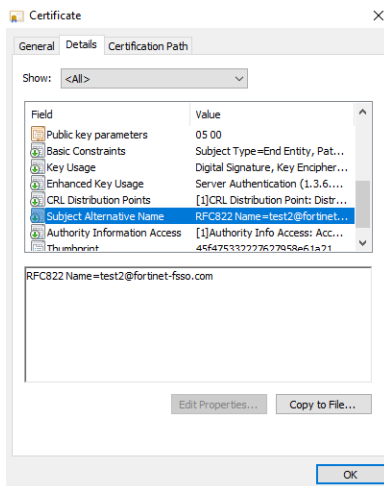 Certificate
General Details Certification Path
Show: <All>
Field Value
Public key parameters 05 00
Basic Constraints Subject Type=End Entity, Pat...
Key Usage Digital Signature, Key Encipher...
Enhanced Key Usage Server Authentication (1.3.6....
CRL Distribution Points [1]CRL Distribution Point: Distr...
Subject Alternative Name RFC822 Name=test2@fortinet...
Authority Information Access [1]Authority Info Access: Acc...
Thumbprint 45f475332227627958e61a21
RFC822 Name=test2@fortinet-fsso.com
Edit Properties... Copy to File...
OK